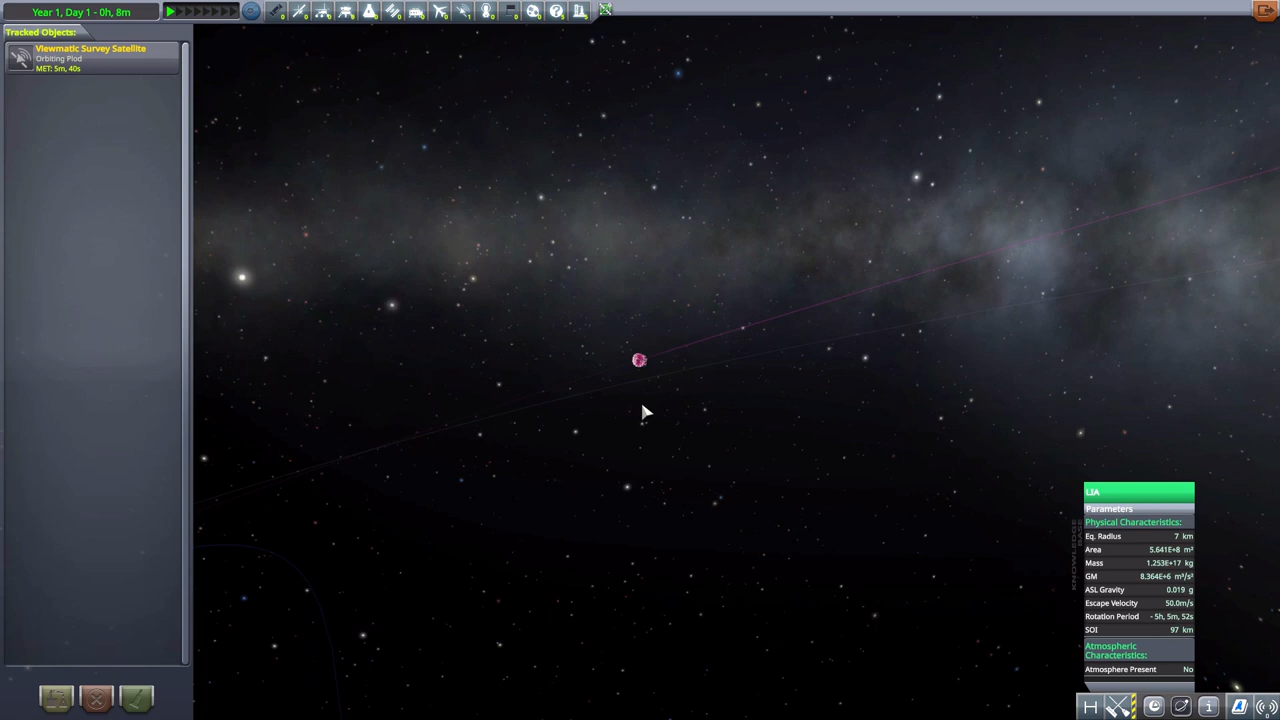 Year 1, Day 1 - 0h, 8m
Tracked Objects:
Viewmatic Survey Satellite
Orbiting Plod
MET: 5m, 40s
LIA
Parameters
KNOWLEDGE BASE
Physical Characteristics:
Eq. Radius 7 km
Area 5.641E+8 m²
Mass 1.253E+17 kg
GM 8.364E+6 m³/s²
ASL Gravity 0.019 g
Escape Velocity 50.0m/s
Rotation Period - 5h, 5m, 52s
SOI 97 km
Atmospheric
Characteristics:
Atmosphere Present No